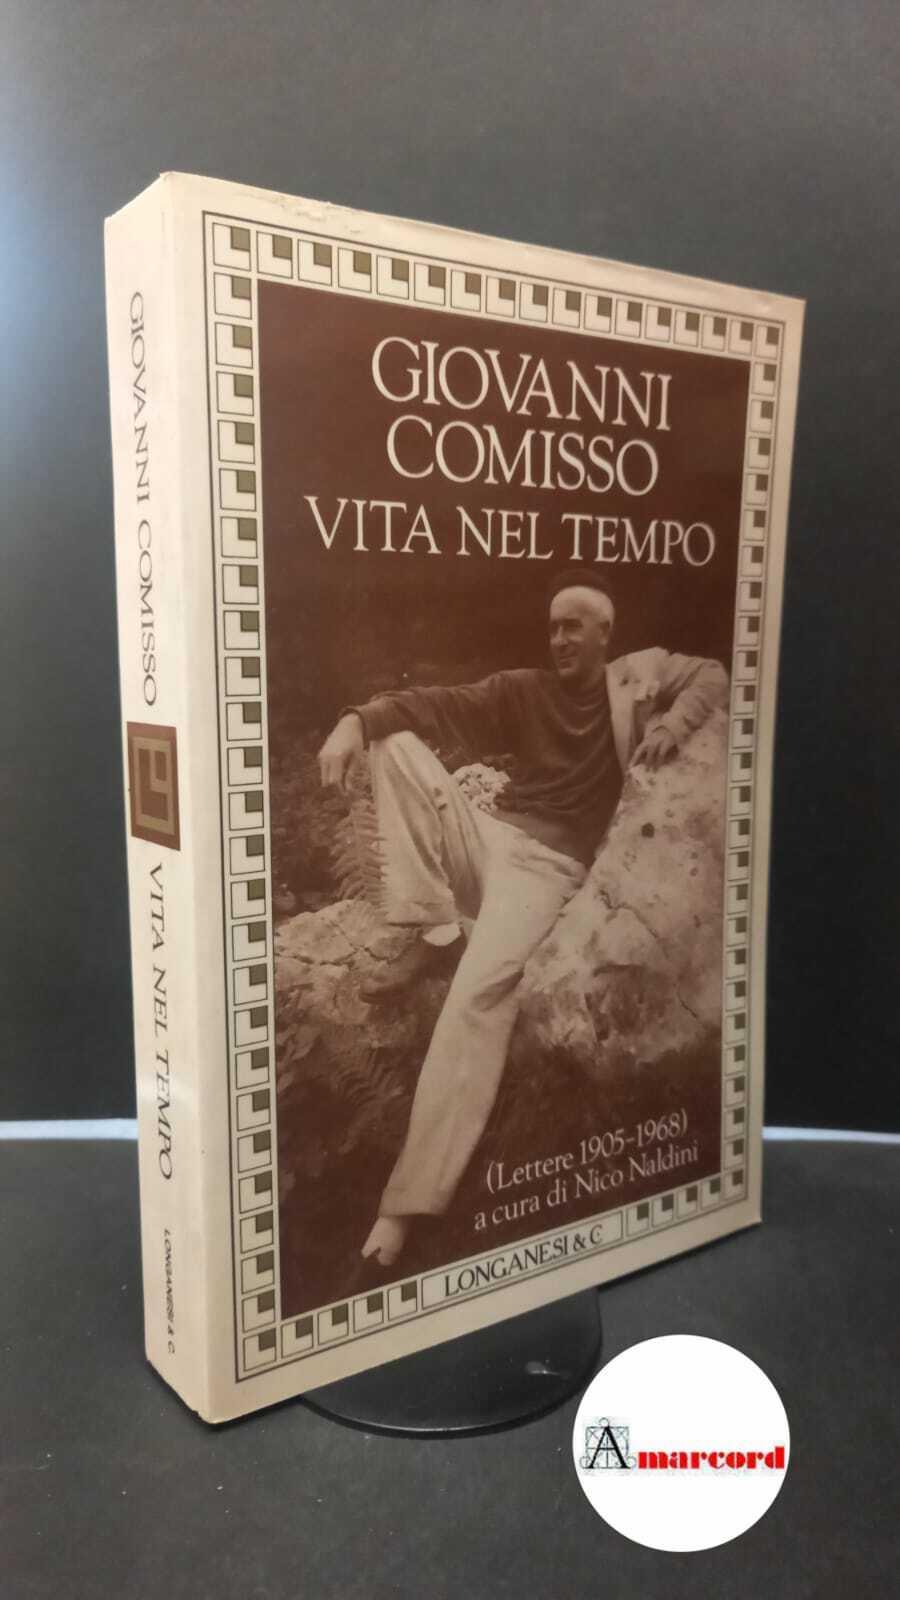 GIOVANNI
COMISSO
VITA NEL TEMPO
(Lettere 1905-1968)
a cura di Nico Naldini
LONGANESI & C.
GIOVANNI COMISSO
VITA NEL TEMPO
LONGANESI & C.
Amarcord